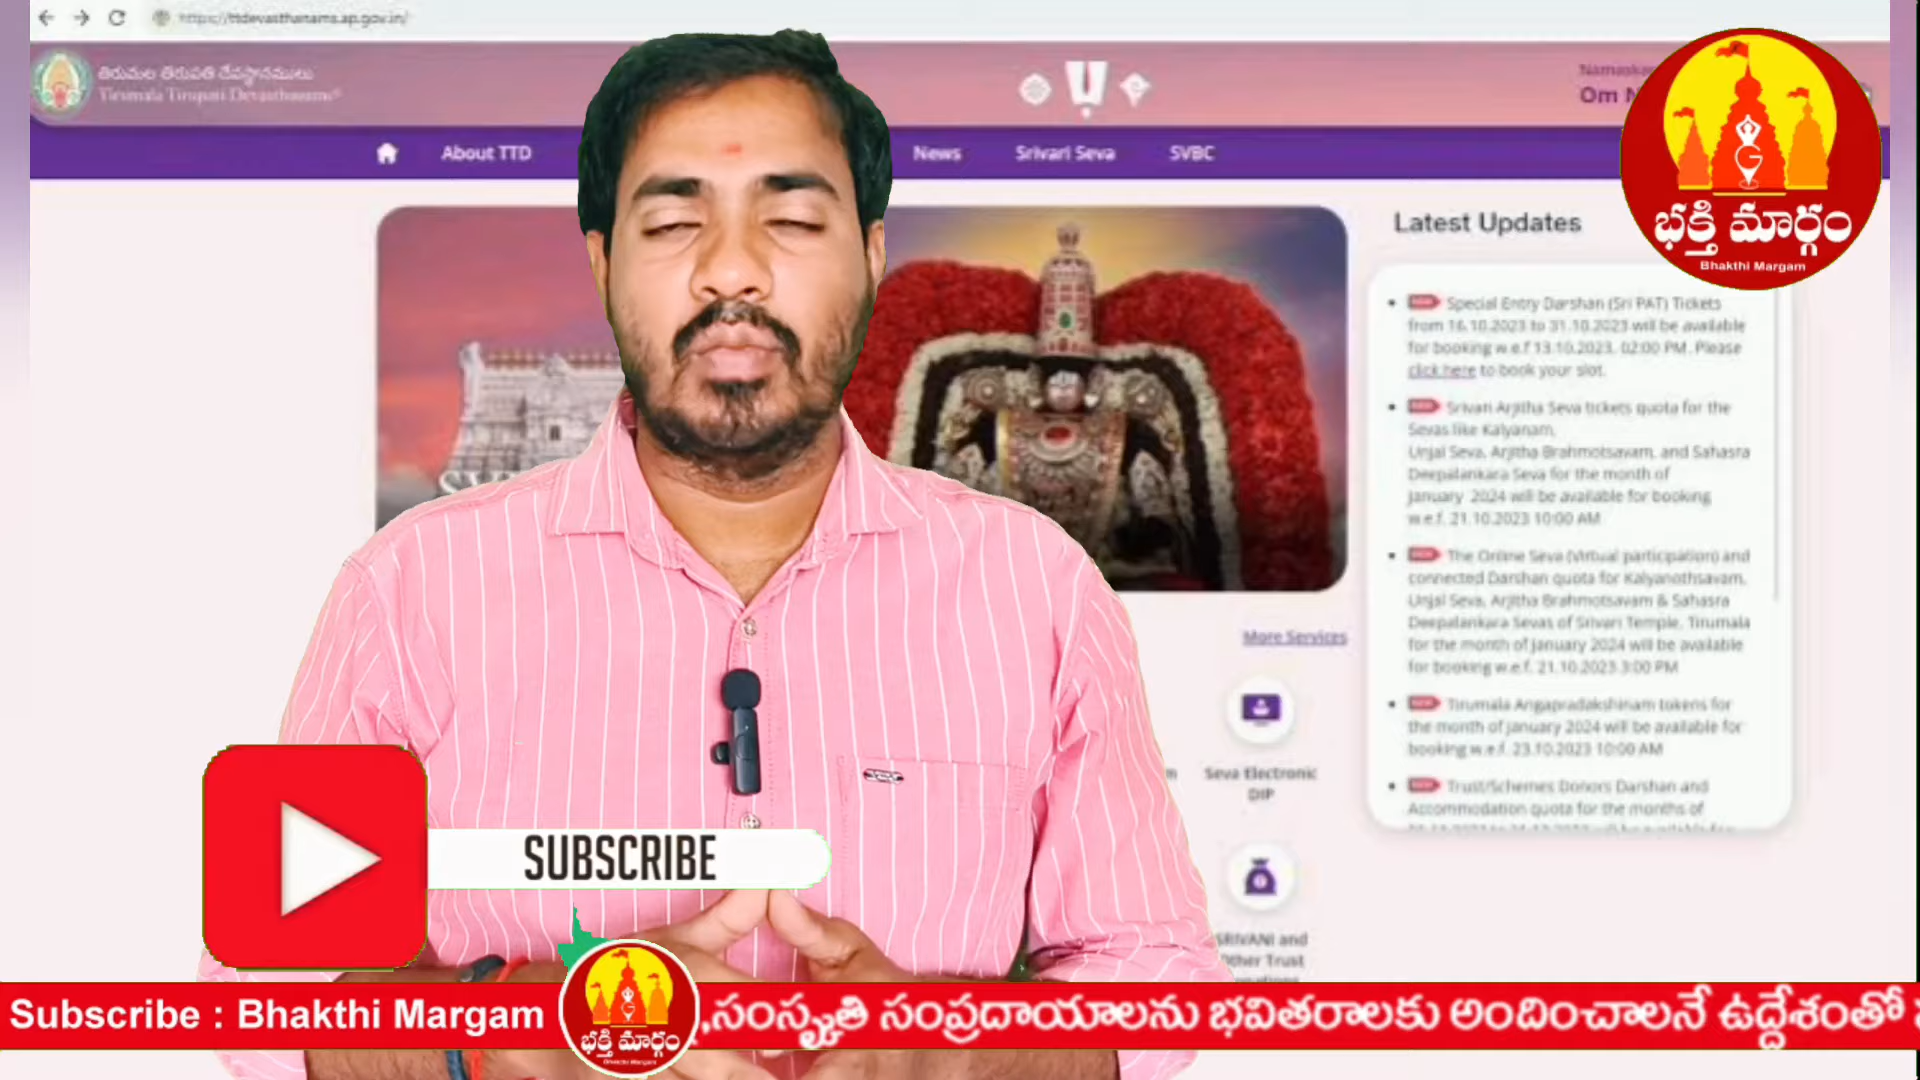 https://ttdevasthanams.ap.gov.in/
తిరుమల తిరుపతి దేవస్థానములు
Tirumala Tirupati Devasthanams
Om N
About TTD
News
Srivari Seva
SVBC
భక్తి మార్గం
Bhakthi Margam
Latest Updates
Special Entry Darshan (Sri PAT) Tickets
from 16.10.2023 to 31.10.2023 will be available
for booking w.e.f 13.10.2023, 02:00 PM. Please
click here to book your slot.
Srivari Arjitha Seva tickets quota for the
Sevas like Kalyanam,
Unjal Seva, Arjitha Brahmotsavam, and Sahasra
Deepalankara Seva for the month of
January 2024 will be available for booking
w.e.f. 21.10.2023 10:00 AM
The Online Seva (Virtual participation) and
connected Darshan quota for Kalyanothsavam,
Unjal Seva, Arjitha Brahmotsavam & Sahasra
Deepalankara Sevas of Srivari Temple, Tirumala
for the month of January 2024 will be available
for booking w.e.f. 21.10.2023 3:00 PM
Tirumala Angapradakshinam tokens for
the month of January 2024 will be available for
booking w.e.f. 23.10.2023 10:00 AM
Trust/Schemes Donors Darshan and
Accommodation quota for the months of
More Services
Seva Electronic
DIP
SRIVANI and
Other Trust
SUBSCRIBE
Subscribe : Bhakthi Margam
భక్తి మార్గం
,సంస్కృతి సంప్రదాయాలను భవితరాలకు అందించాలనే ఉద్దేశంతో